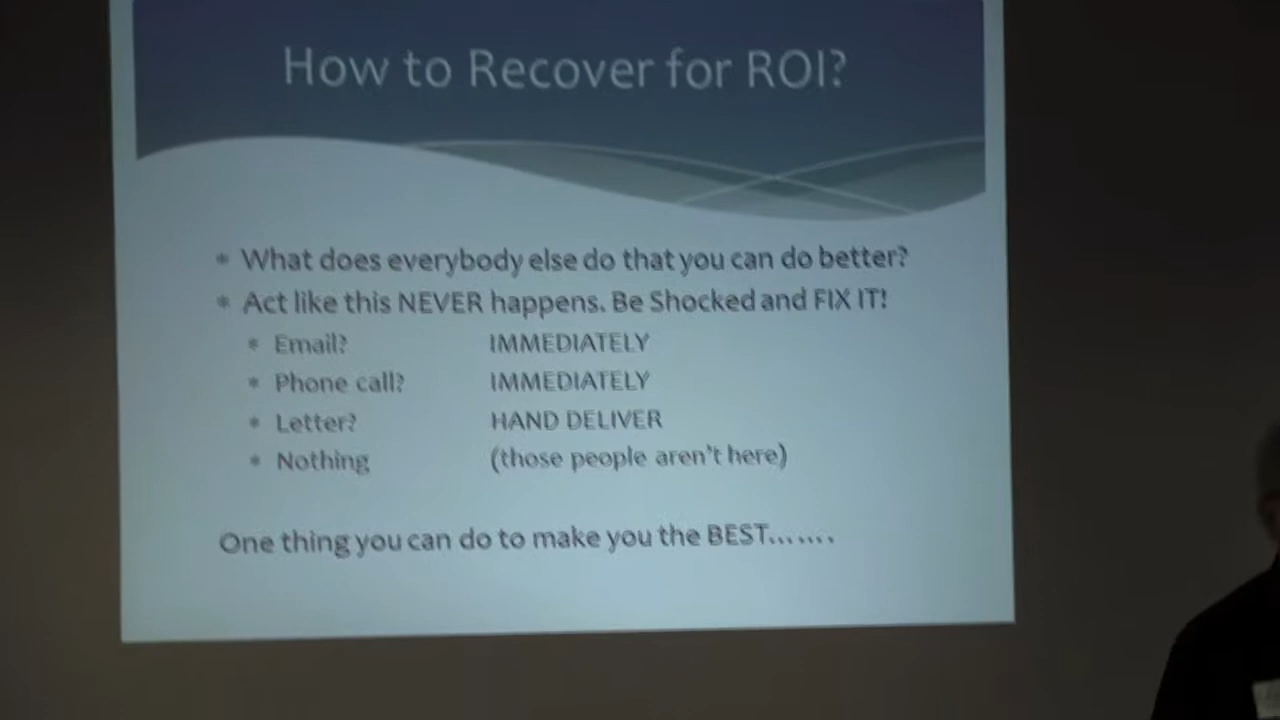 How to Recover for ROI?
What does everybody else do that you can do better?
Act like this NEVER happens. Be Shocked and FIX IT!
Email? IMMEDIATELY
Phone call? IMMEDIATELY
Letter? HAND DELIVER
Nothing (those people aren't here)
One thing you can do to make you the BEST.......